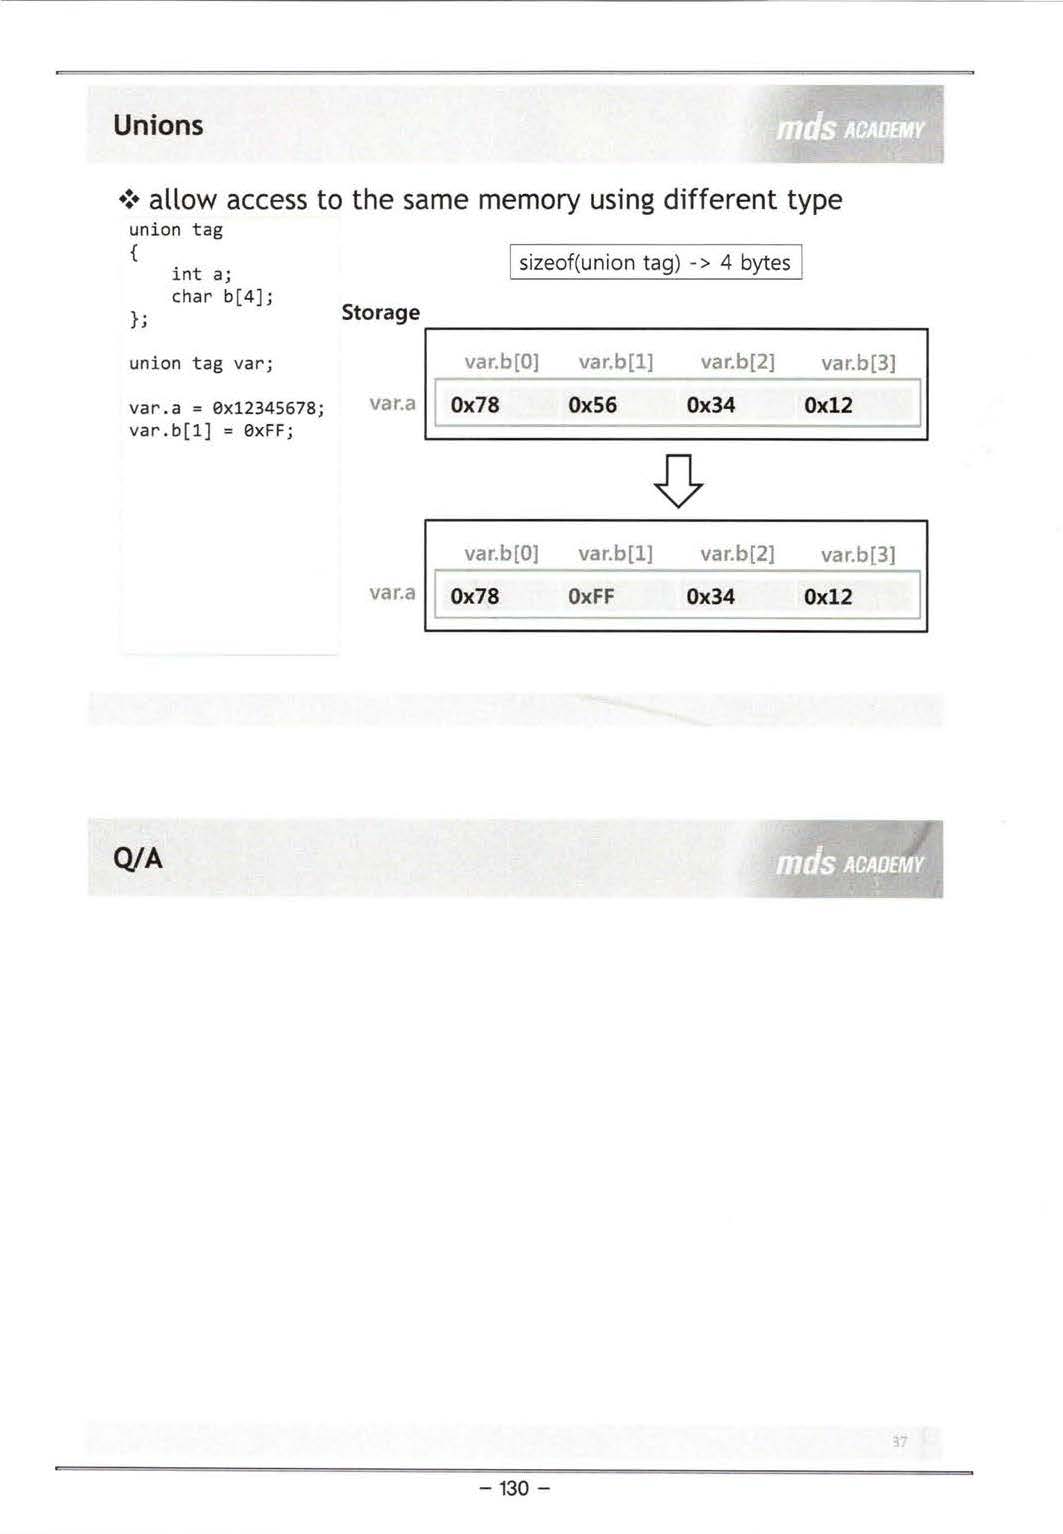 Unions
mds ACADEMY
❖ allow access to the same memory using different type
union tag
{
int a;
char b[4];
};
union tag var;
var.a = 0x12345678;
var.b[1] = 0xFF;
sizeof(union tag) -> 4 bytes
Storage
var.b[0] var.b[1] var.b[2] var.b[3]
var.a 0x78 0x56 0x34 0x12
var.b[0] var.b[1] var.b[2] var.b[3]
var.a 0x78 0xFF 0x34 0x12
Q/A
mds ACADEMY
37
– 130 –